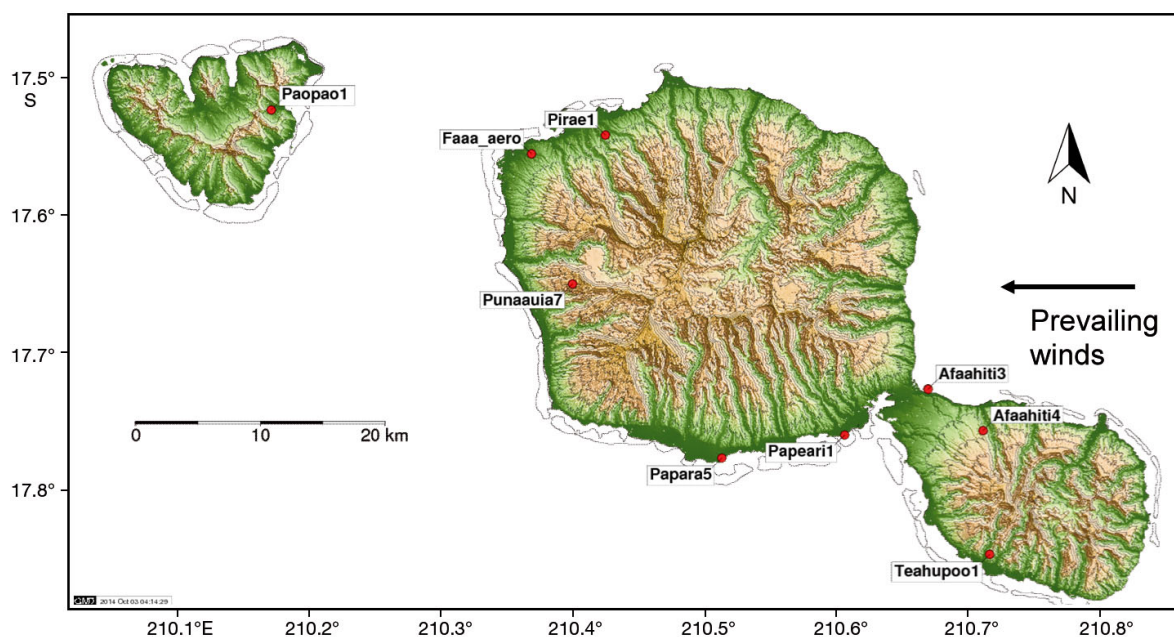 17.5°
S
17.6°
17.7°
17.8°
Paopao1
Pirae1
Faaa_aero
Punaauia7
N
Prevailing
winds
Afaahiti3
Afaahiti4
Papeari1
Papara5
Teahupoo1
0 10 20 km
GMD 2014 Oct 03 04:14:29
210.1°E 210.2° 210.3° 210.4° 210.5° 210.6° 210.7° 210.8°